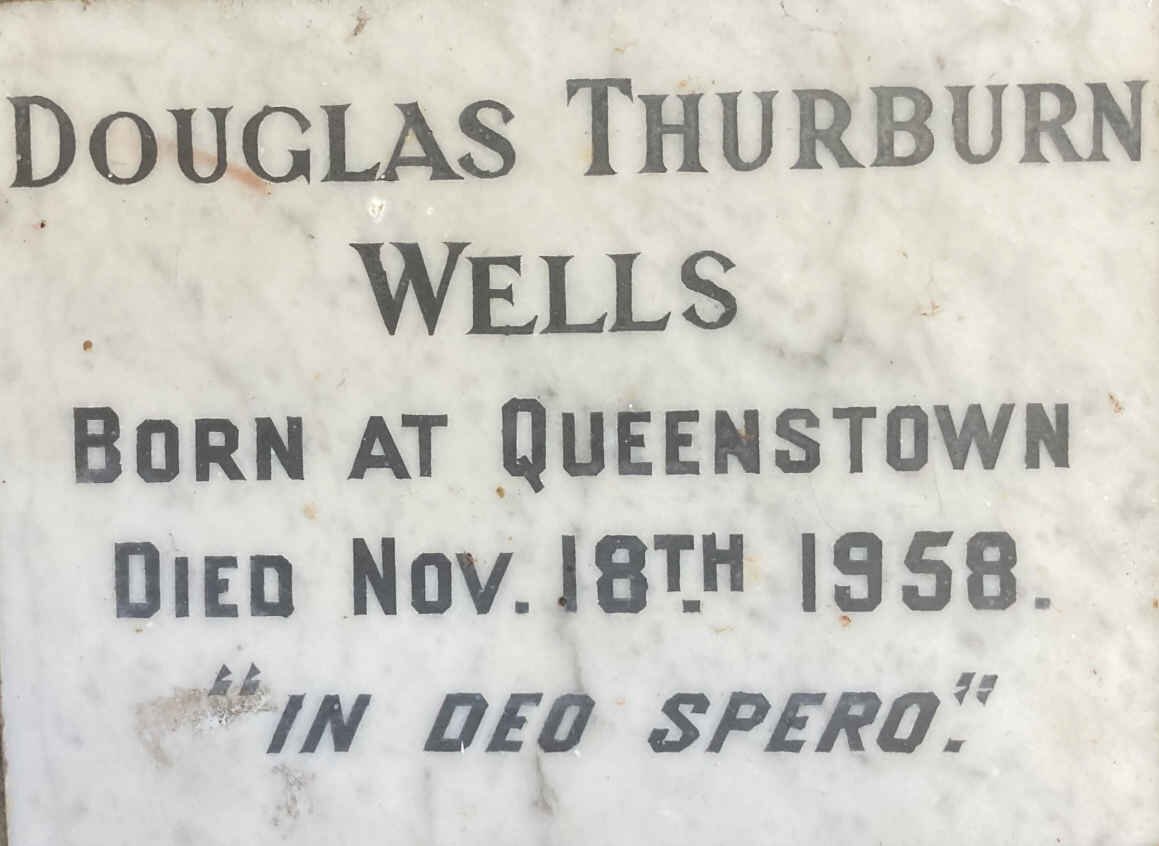 DOUGLAS THURBURN
WELLS
BORN AT QUEENSTOWN
DIED NOV. 18TH. 1958.
"IN DEO SPERO."